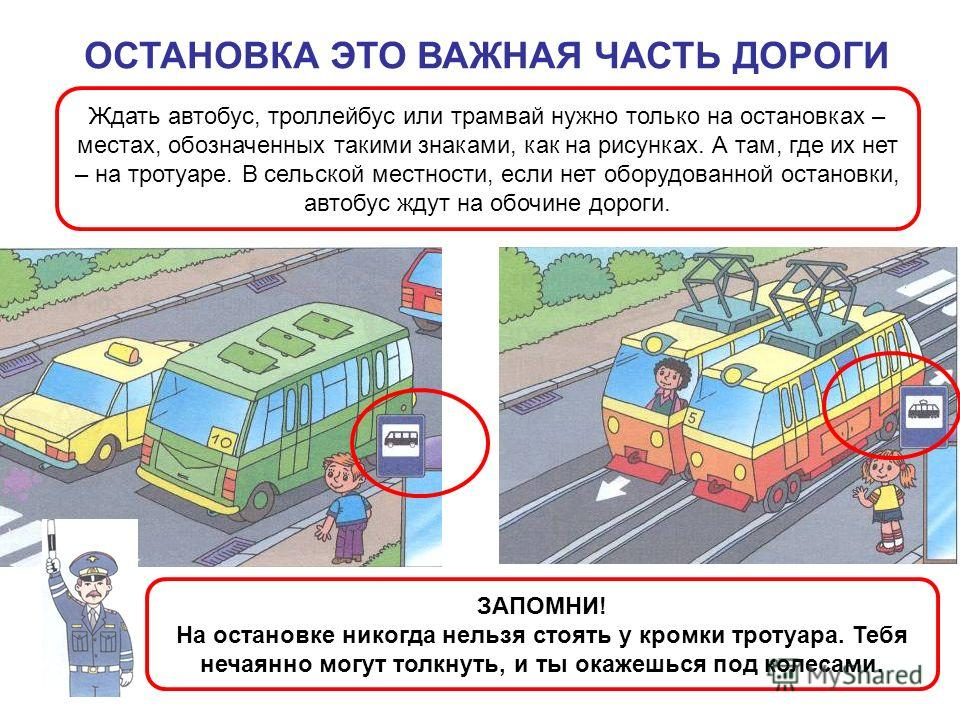 ОСТАНОВКА ЭТО ВАЖНАЯ ЧАСТЬ ДОРОГИ
Ждать автобус, троллейбус или трамвай нужно только на остановках –
местах, обозначенных такими знаками, как на рисунках. А там, где их нет
– на тротуаре. В сельской местности, если нет оборудованной остановки,
автобус ждут на обочине дороги.
10
5
ЗАПОМНИ!
На остановке никогда нельзя стоять у кромки тротуара. Тебя
нечаянно могут толкнуть, и ты окажешься под колесами.
MyShared